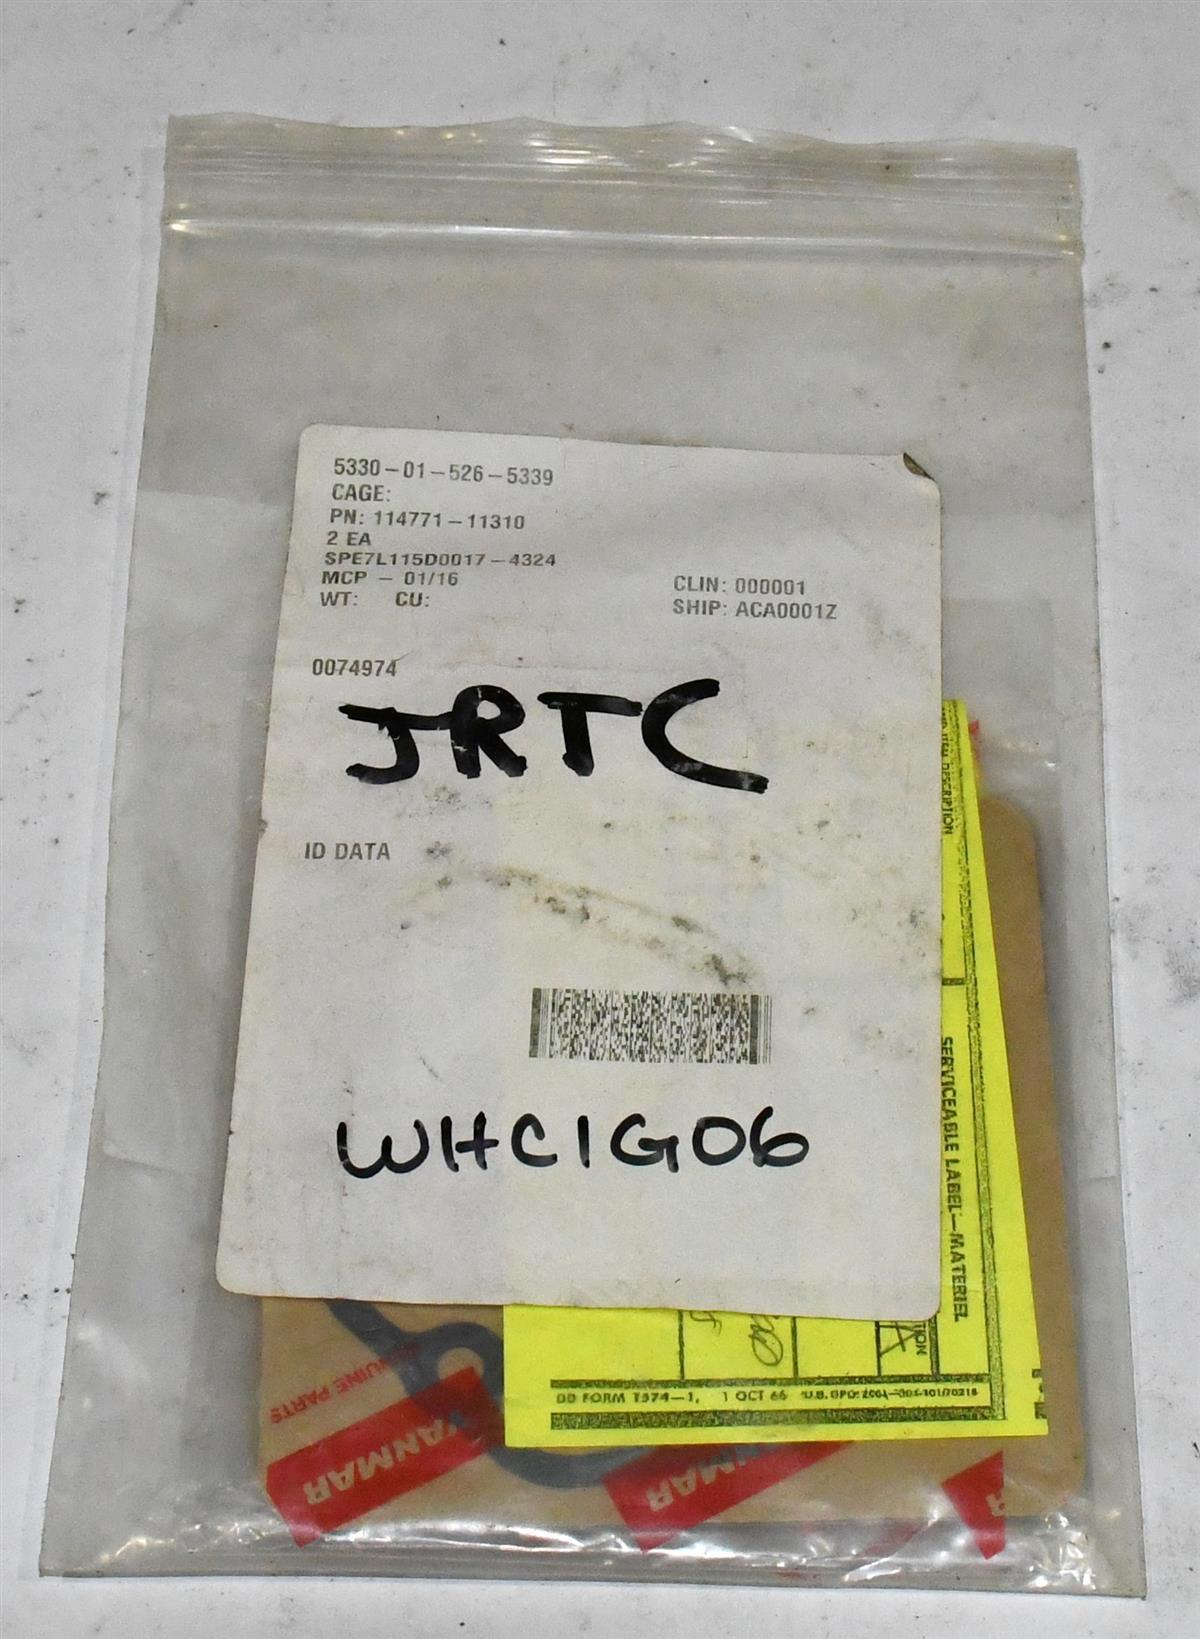 5330-01-526-5339
CAGE:
PN: 114771-11310
2 EA
SPE7L115D0017-4324
MCP - 01/16
WT: CU:
CLIN: 000001
SHIP: ACA0001Z
0074974
JRTC
ID DATA
WHC1G06
ITEM DESCRIPTION
SERVICEABLE LABEL—MATERIEL
DD FORM 1574-1, 1 OCT 66
GENUINE PARTS
YANMAR
YANMAR